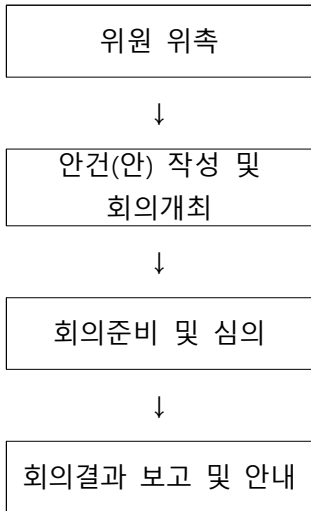 위원 위촉
↓
안건(안) 작성 및
회의개최
↓
회의준비 및 심의
↓
회의결과 보고 및 안내